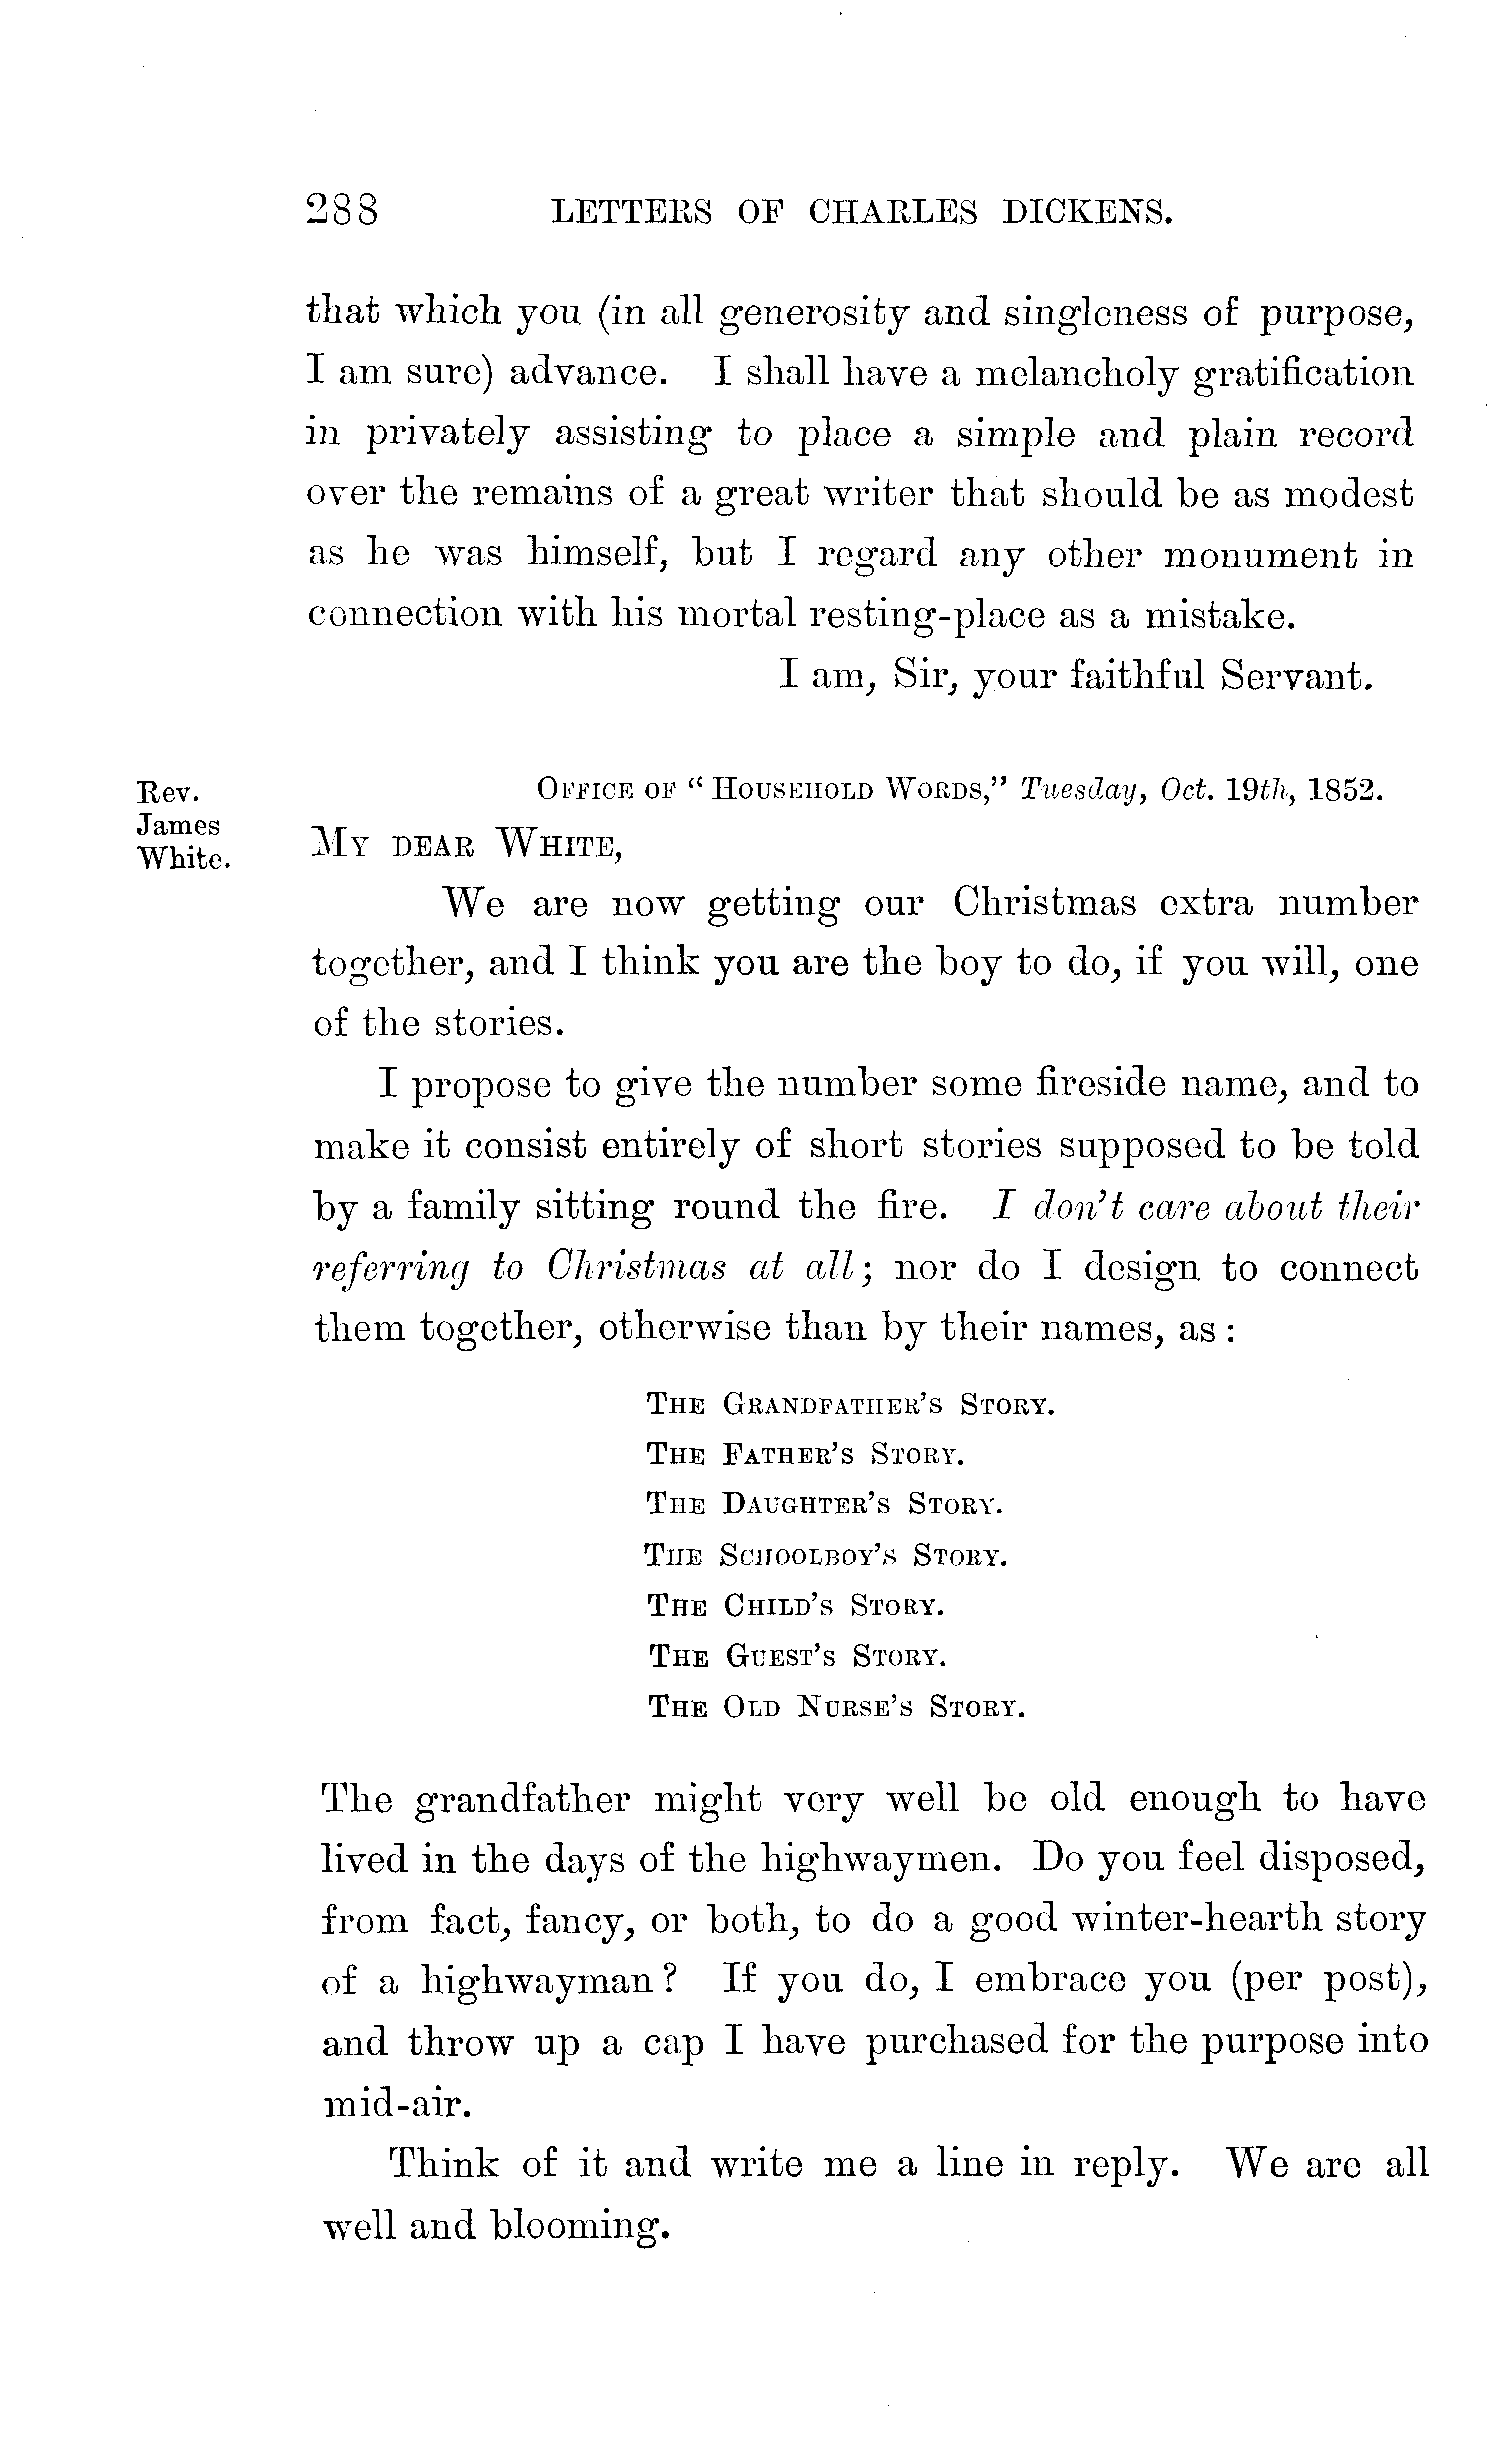 288 LETTERS OF CHARLES DICKENS.
that which you (in all generosity and singleness of purpose,
I am sure) advance. I shall have a melancholy gratification
in privately assisting to place a simple and plain record
over the remains of a great writer that should be as modest
as he was himself, but I regard any other monument in
connection with his mortal resting-place as a mistake.
I am, Sir, your faithful Servant.
Rev.
James
White.
OFFICE OF "HOUSEHOLD WORDS," Tuesday, Oct. 19th, 1852.
MY DEAR WHITE,
We are now getting our Christmas extra number
together, and I think you are the boy to do, if you will, one
of the stories.
I propose to give the number some fireside name, and to
make it consist entirely of short stories supposed to be told
by a family sitting round the fire. I don't care about their
referring to Christmas at all; nor do I design to connect
them together, otherwise than by their names, as:
THE GRANDFATHER'S STORY.
THE FATHER'S STORY.
THE DAUGHTER'S STORY.
THE SCHOOLBOY'S STORY.
THE CHILD'S STORY.
THE GUEST'S STORY.
THE OLD NURSE'S STORY.
The grandfather might very well be old enough to have
lived in the days of the highwaymen. Do you feel disposed,
from fact, fancy, or both, to do a good winter-hearth story
of a highwayman? If you do, I embrace you (per post),
and throw up a cap I have purchased for the purpose into
mid-air.
Think of it and write me a line in reply. We are all
well and blooming.